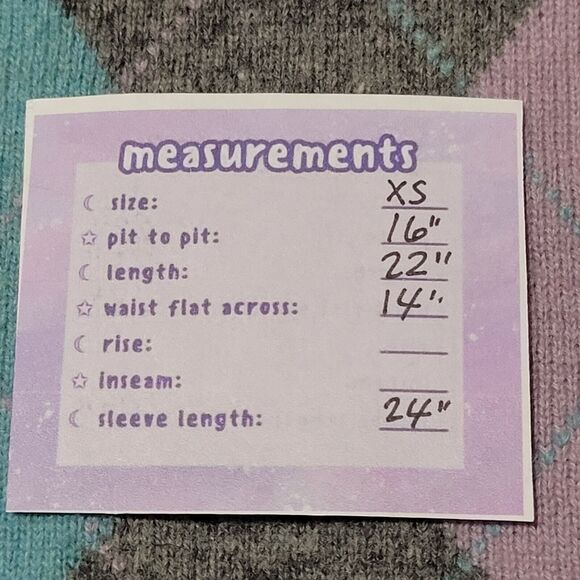 measurements
size: XS
pit to pit: 16"
length: 22"
waist flat across: 14"
rise:
inseam:
sleeve length: 24"